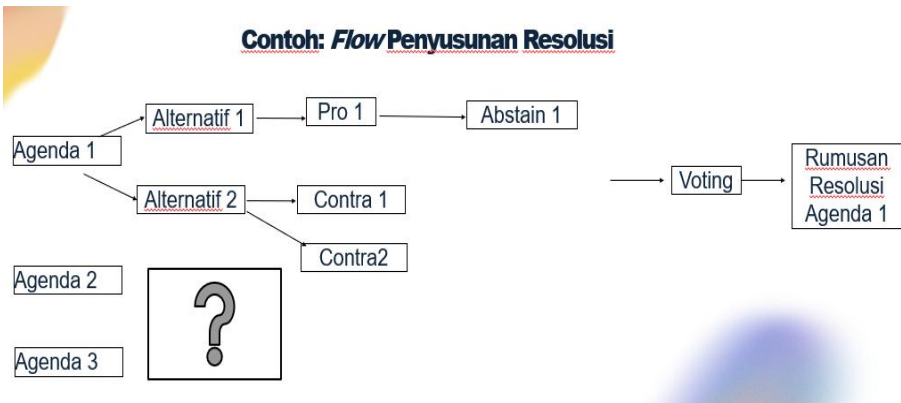 Contoh: Flow Penyusunan Resolusi
Alternatif 1
Pro 1
Abstain 1
Agenda 1
Alternatif 2
Contra 1
Contra2
Voting
Rumusan
Resolusi
Agenda 1
Agenda 2
?
Agenda 3